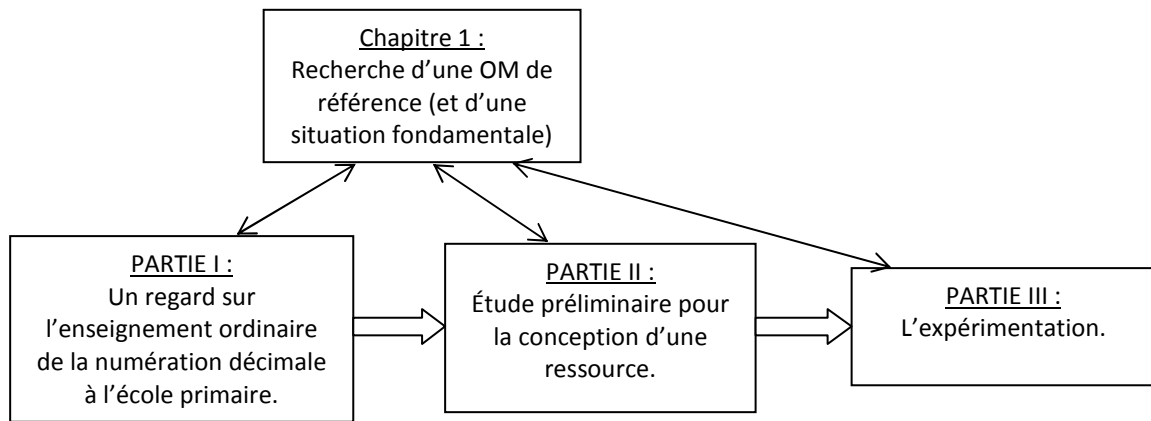 Chapitre 1 :
Recherche d’une OM de
référence (et d’une
situation fondamentale)
PARTIE I :
Un regard sur
l’enseignement ordinaire
de la numération décimale
à l’école primaire.
PARTIE II :
Étude préliminaire pour
la conception d’une
ressource.
PARTIE III :
L’expérimentation.